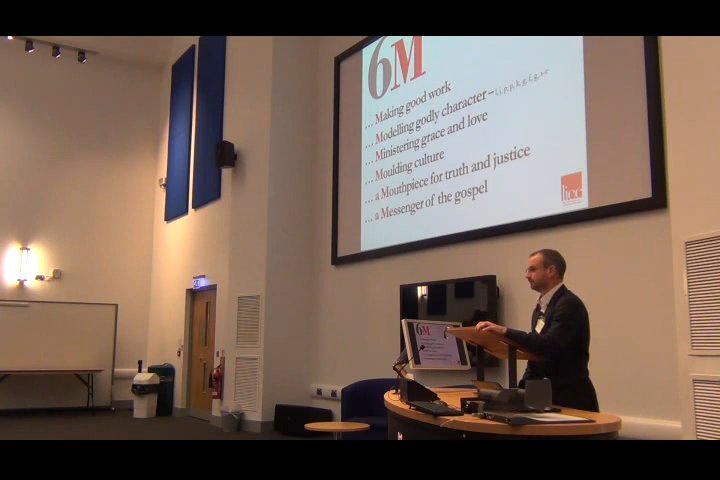 6M
... Making good work
... Modelling godly character –
... Ministering grace and love
... Moulding culture
... a Mouthpiece for truth and justice
... a Messenger of the gospel
licc
6M